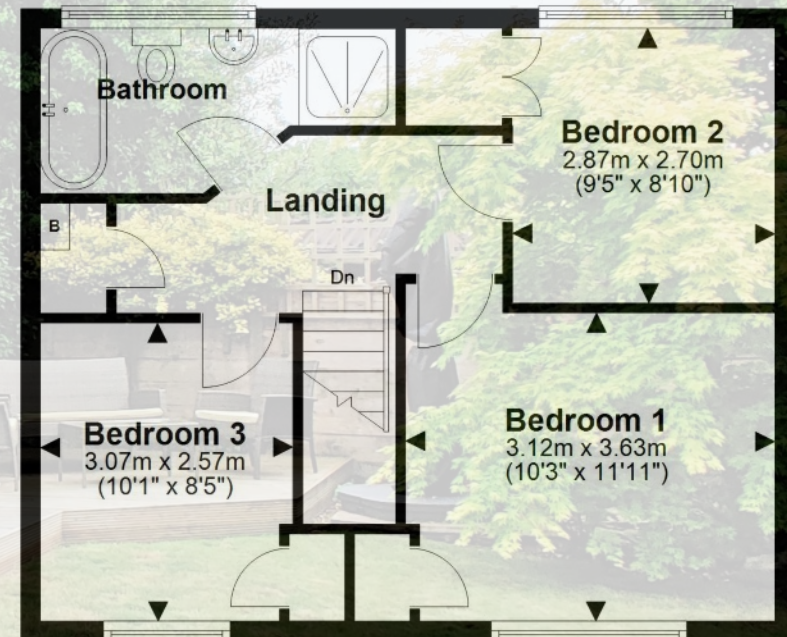 Bathroom
Bedroom 2
2.87m x 2.70m
(9'5" x 8'10")
Landing
B
Dn
Bedroom 3
3.07m x 2.57m
(10'1" x 8'5")
Bedroom 1
3.12m x 3.63m
(10'3" x 11'11")